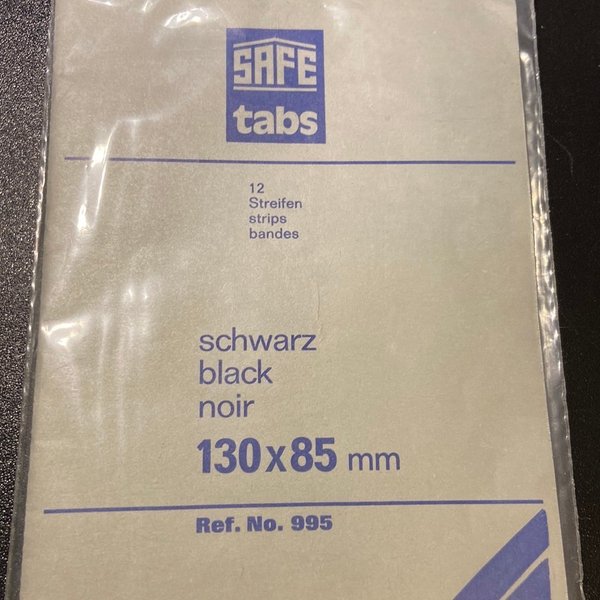 SAFE
tabs
12
Streifen
strips
bandes
schwarz
black
noir
130x85 mm
Ref. No. 995